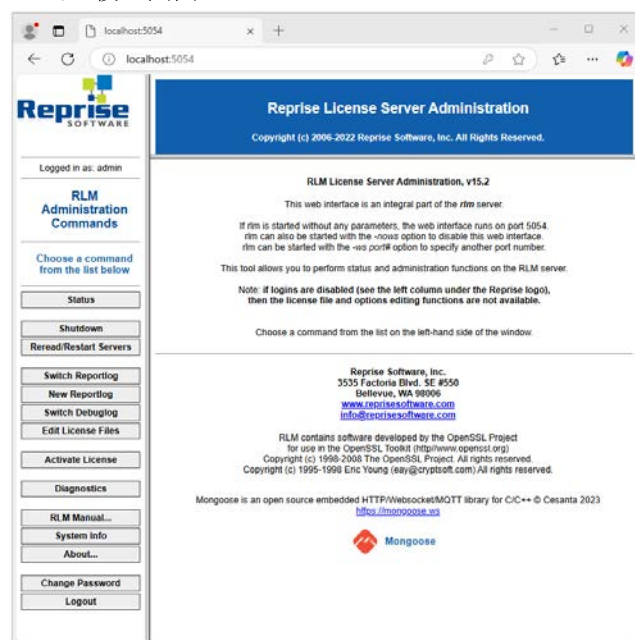 localhost:5054
localhost:5054
Reprise
SOFTWARE
Logged in as: admin
RLM
Administration
Commands
Choose a command
from the list below
Status
Shutdown
Reread/Restart Servers
Switch Reportlog
New Reportlog
Switch Debuglog
Edit License Files
Activate License
Diagnostics
RLM Manual...
System Info
About...
Change Password
Logout
Reprise License Server Administration
Copyright (c) 2006-2022 Reprise Software, Inc. All Rights Reserved.
RLM License Server Administration, v15.2
This web interface is an integral part of the rlm server.
If rlm is started without any parameters, the web interface runs on port 5054.
rlm can also be started with the -nows option to disable this web interface.
rlm can be started with the -ws port# option to specify another port number.
This tool allows you to perform status and administration functions on the RLM server.
Note: if logins are disabled (see the left column under the Reprise logo),
then the license file and options editing functions are not available.
Choose a command from the list on the left-hand side of the window.
Reprise Software, Inc.
3535 Factoria Blvd. SE #550
Bellevue, WA 98006
www.reprisesoftware.com
info@reprisesoftware.com
RLM contains software developed by the OpenSSL Project
for use in the OpenSSL Toolkit (http//www.openssl.org)
Copyright (c) 1998-2008 The OpenSSL Project. All rights reserved.
Copyright (c) 1995-1998 Eric Young (eay@cryptsoft.com) All rights reserved.
Mongoose is an open source embedded HTTP/Websocket/MQTT library for C/C++ © Cesanta 2023
https://mongoose.ws
Mongoose